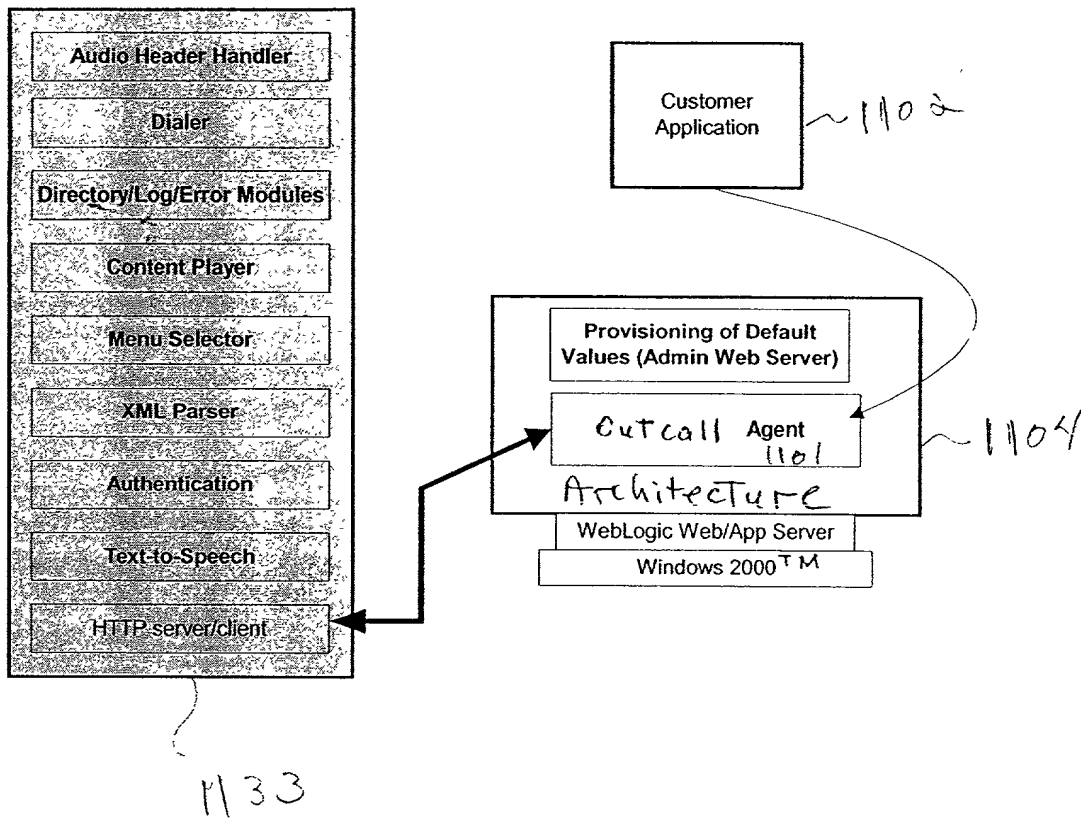 Audio Header Handler
Dialer
Directory/Log/Error Modules
Content Player
Menu Selector
XML Parser
Authentication
Text-to-Speech
HTTP server/client
1133
Customer
Application
1102
Provisioning of Default
Values (Admin Web Server)
Outcall Agent
1101
Architecture
1104
WebLogic Web/App Server
Windows 2000™